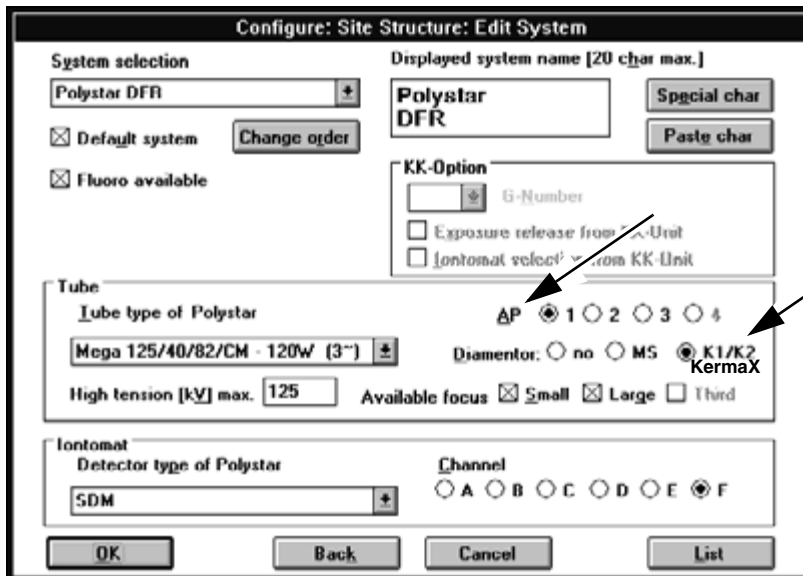 Configure: Site Structure: Edit System
System selection
Displayed system name [20 char max.]
Polystar DFR
Polystar
DFR
Special char
Default system
Change order
Paste char
Fluoro available
KK-Option
G-Number
Exposure release from KK-Unit
Iontomat selection from KK-Unit
Tube
Tube type of Polystar
AP 1 2 3 4
Mega 125/40/82/CM - 120W (3~)
Diamentor: no MS K1/K2
KermaX
High tension [kV] max. 125
Available focus Small Large Third
Iontomat
Detector type of Polystar
Channel
SDM
A B C D E F
OK Back Cancel List